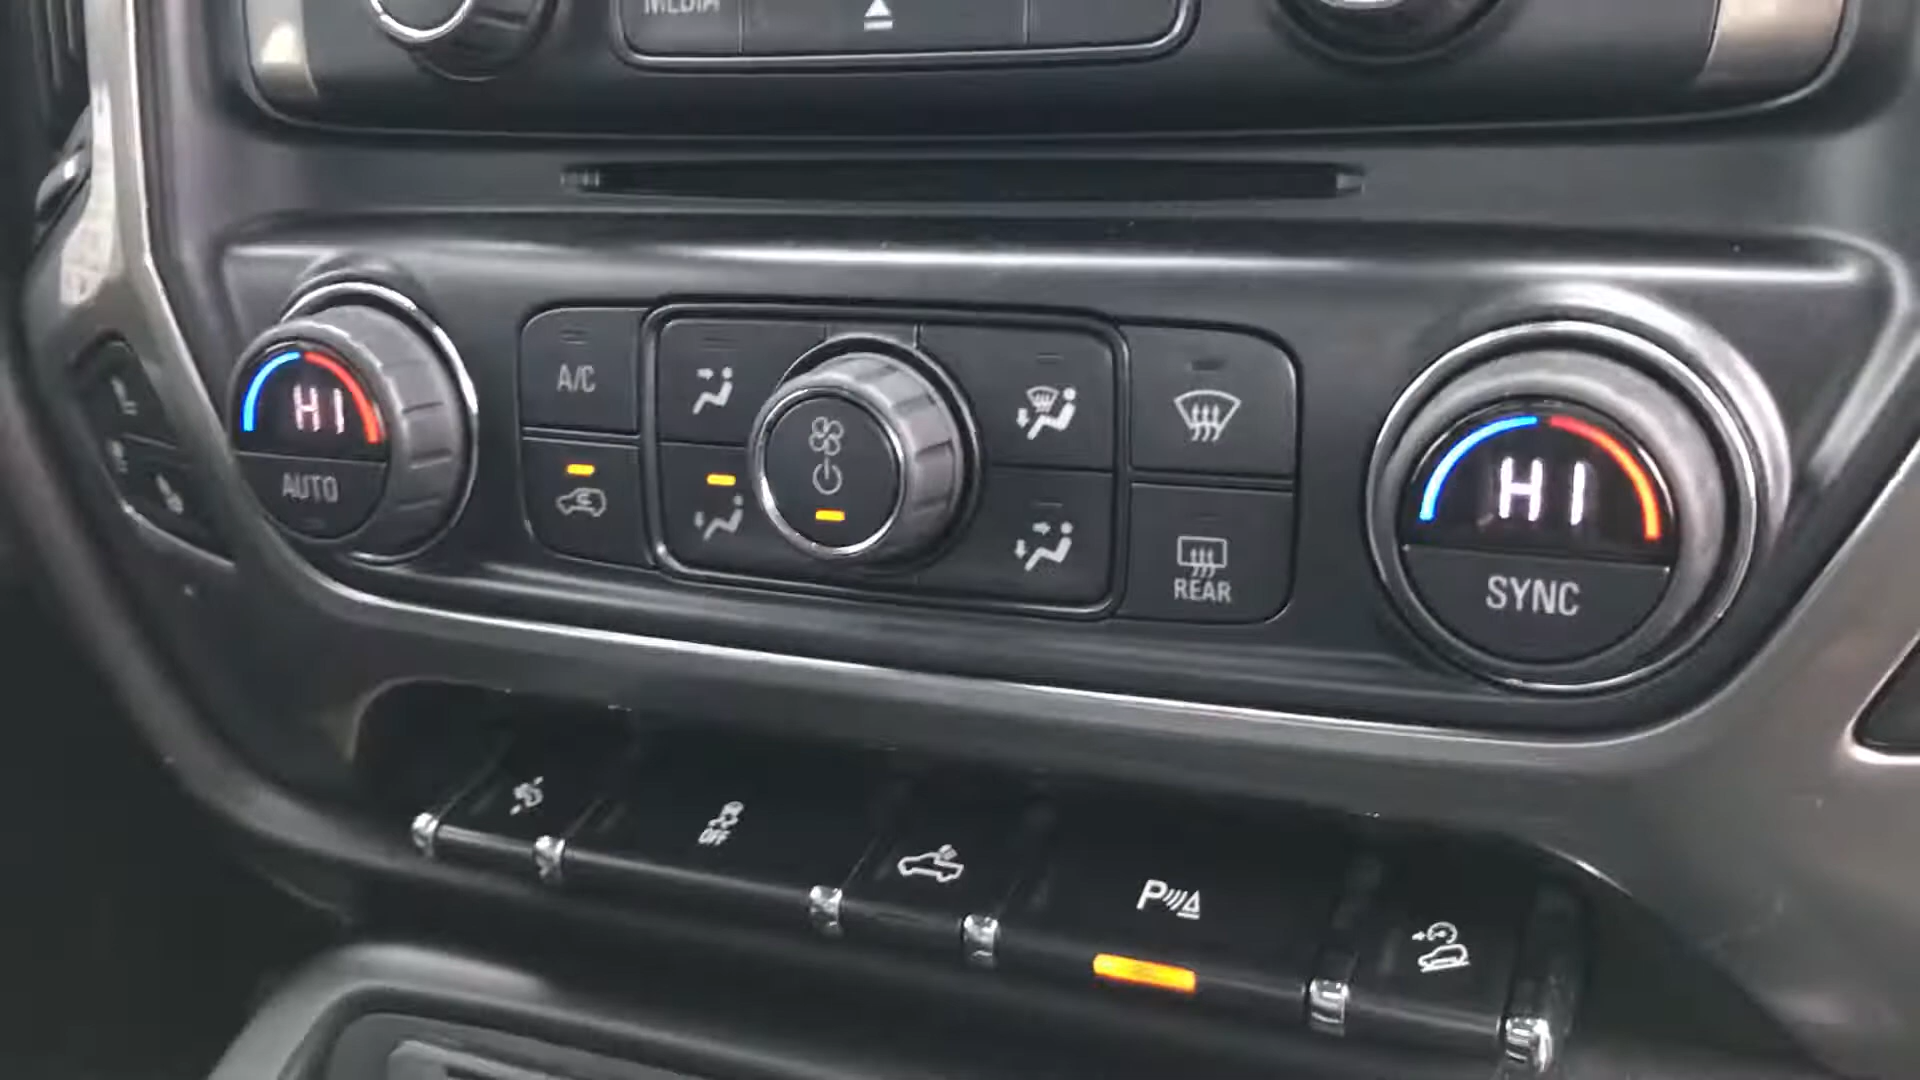 MEDIA
HI
AUTO
A/C
REAR
HI
SYNC
OFF
P